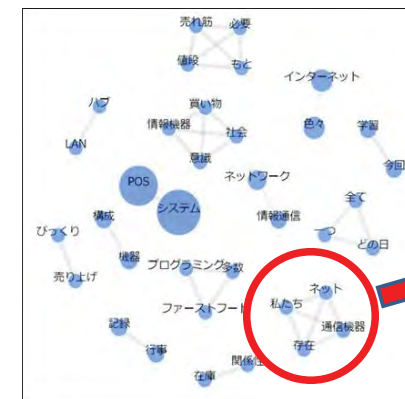 売れ筋
必要
値段
もと
インターネット
ハブ
買い物
情報機器
社会
色々
学習
LAN
意識
今回
POS
ネットワーク
全て
システム
構成
情報通信
一つ
どの日
びっくり
機器
プログラミング
多数
売り上げ
ネット
私たち
ファーストフード
通信機器
記録
行事
存在
関係性
在庫